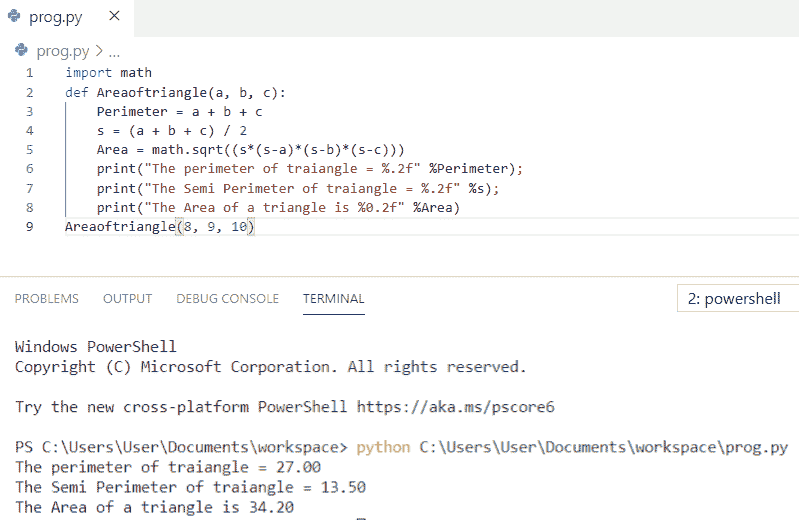 prog.py ×
prog.py > ...
1 import math
2 def Areaoftriangle(a, b, c):
3     Perimeter = a + b + c
4     s = (a + b + c) / 2
5     Area = math.sqrt((s*(s-a)*(s-b)*(s-c)))
6     print("The perimeter of traiangle = %.2f" %Perimeter);
7     print("The Semi Perimeter of traiangle = %.2f" %s);
8     print("The Area of a triangle is %0.2f" %Area)
9 Areaoftriangle(8, 9, 10)
PROBLEMS OUTPUT DEBUG CONSOLE TERMINAL 2: powershell
Windows PowerShell
Copyright (C) Microsoft Corporation. All rights reserved.
Try the new cross-platform PowerShell https://aka.ms/pscore6
PS C:\Users\User\Documents\workspace> python C:\Users\User\Documents\workspace\prog.py
The perimeter of traiangle = 27.00
The Semi Perimeter of traiangle = 13.50
The Area of a triangle is 34.20